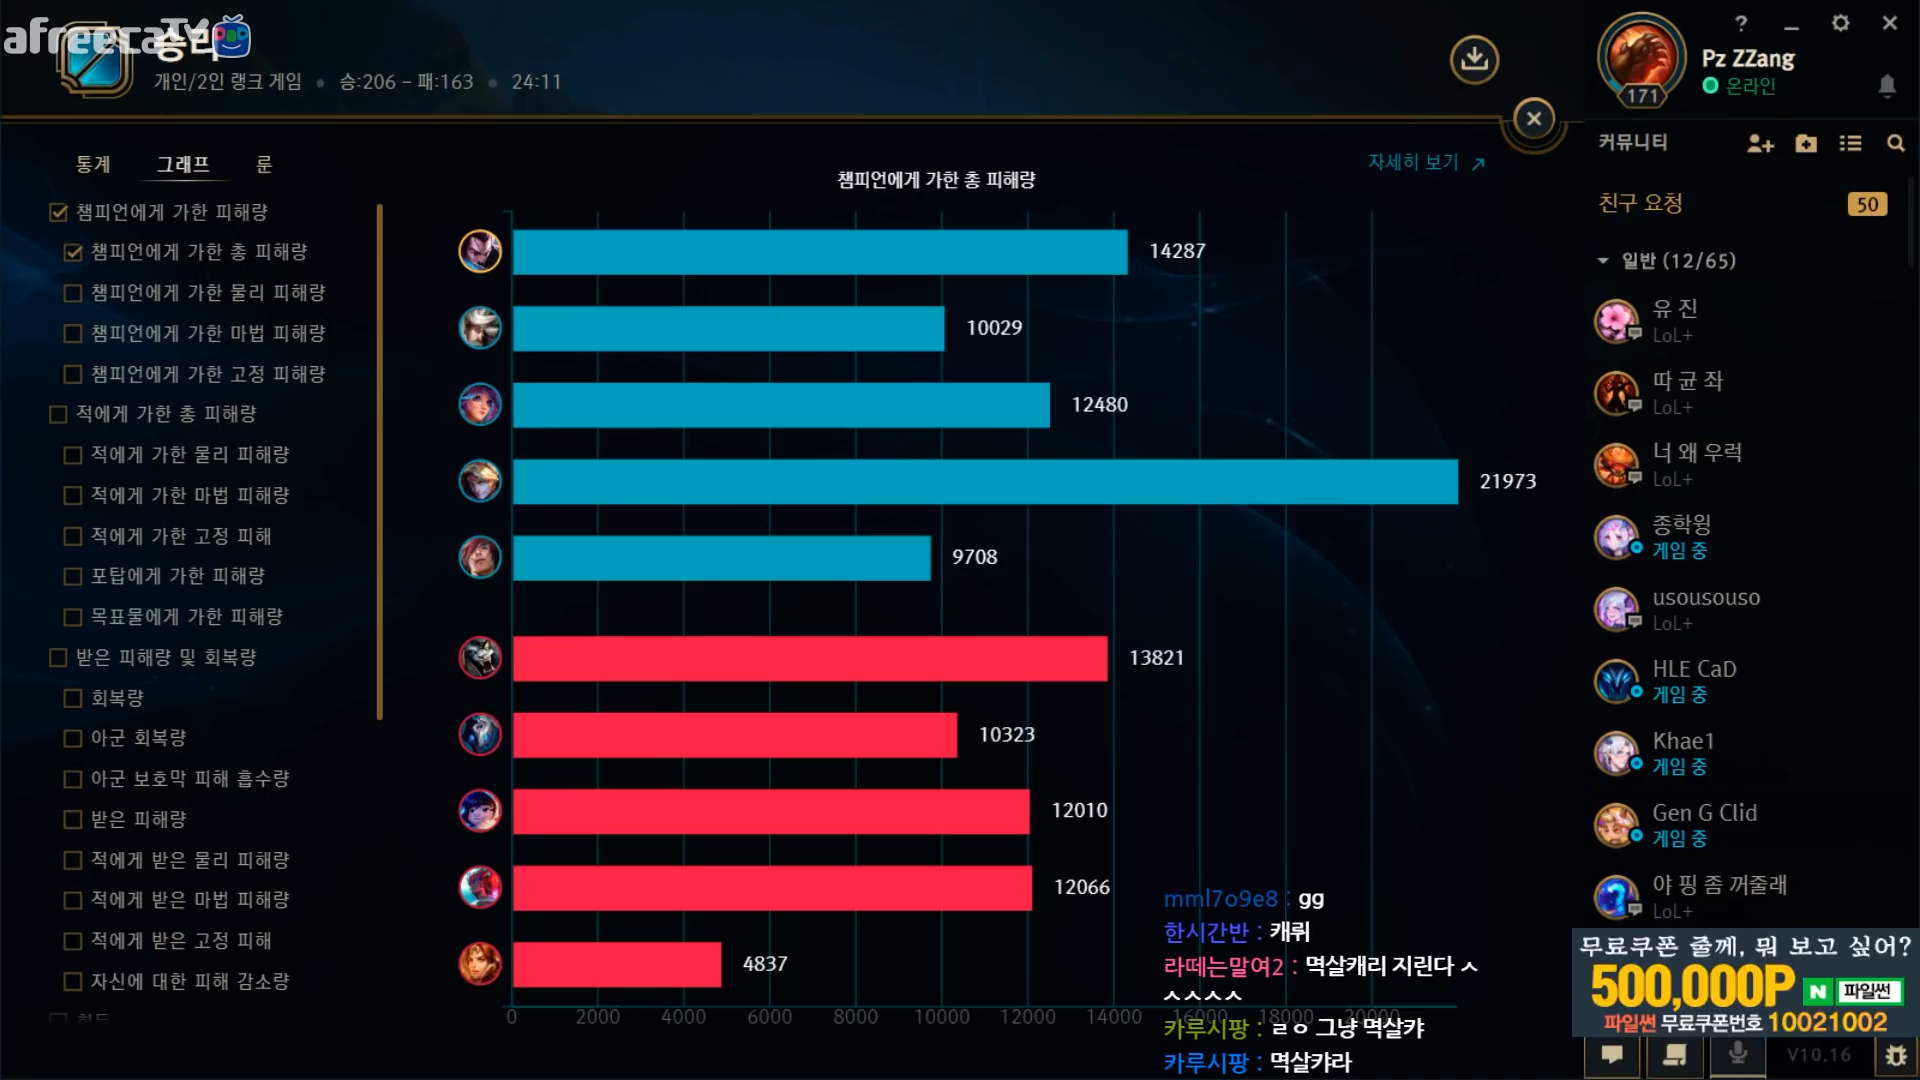 afreecaTV
승리
개인/2인 랭크 게임 • 승:206 - 패:163 • 24:11
통계 그래프 룬
챔피언에게 가한 피해량
챔피언에게 가한 총 피해량
챔피언에게 가한 물리 피해량
챔피언에게 가한 마법 피해량
챔피언에게 가한 고정 피해량
적에게 가한 총 피해량
적에게 가한 물리 피해량
적에게 가한 마법 피해량
적에게 가한 고정 피해
포탑에게 가한 피해량
목표물에게 가한 피해량
받은 피해량 및 회복량
회복량
아군 회복량
아군 보호막 피해 흡수량
받은 피해량
적에게 받은 물리 피해량
적에게 받은 마법 피해량
적에게 받은 고정 피해
자신에 대한 피해 감소량
챔피언에게 가한 총 피해량
자세히 보기
14287
10029
12480
21973
9708
13821
10323
12010
12066
4837
0 2000 4000 6000 8000 10000 12000 14000 16000 18000 20000
mml7o9e8 : gg
한시간반 : 캐뤼
라떼는말여2 : 멱살캐리 지린다 ㅅ
ㅅㅅㅅㅅ
카루시팡 : ㄹㅇ 그냥 멱살캬
카루시팡 : 멱살캬라
?
171
Pz ZZang
온라인
커뮤니티
친구 요청 50
일반 (12/65)
유 진
LoL+
따 균 좌
LoL+
너 왜 우럭
LoL+
종학윙
게임 중
usousouso
LoL+
HLE CaD
게임 중
Khae1
게임 중
Gen G Clid
게임 중
야 핑 좀 꺼줄래
LoL+
무료쿠폰 줄께, 뭐 보고 싶어?
500,000P N 파일썬
파일썬 무료쿠폰번호 10021002
V10.16